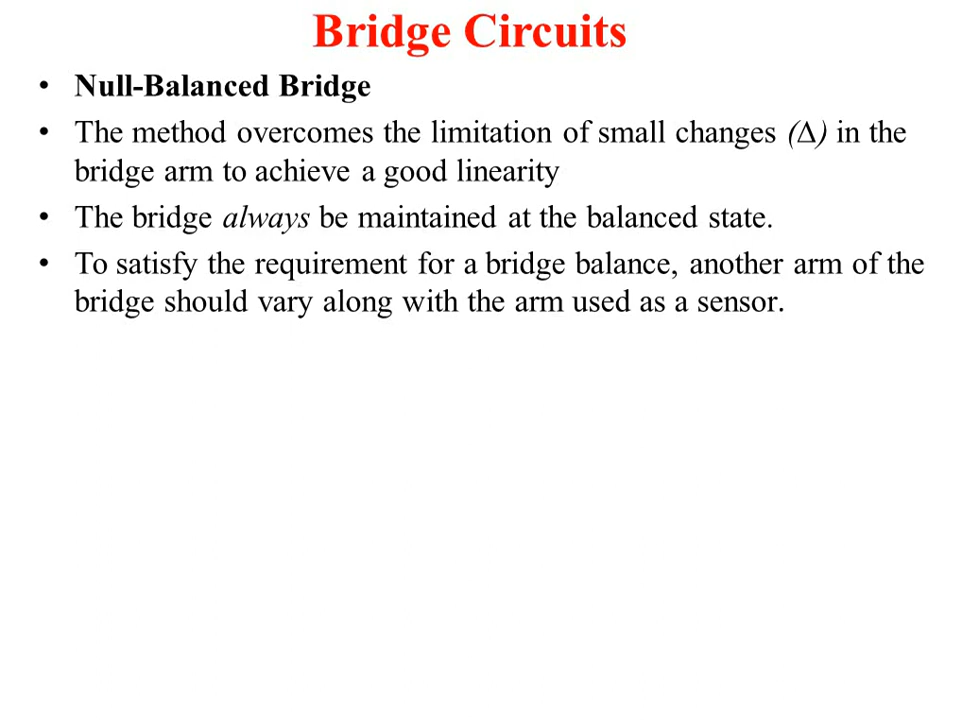 Bridge Circuits
• Null-Balanced Bridge
• The method overcomes the limitation of small changes (Δ) in the
bridge arm to achieve a good linearity
• The bridge always be maintained at the balanced state.
• To satisfy the requirement for a bridge balance, another arm of the
bridge should vary along with the arm used as a sensor.